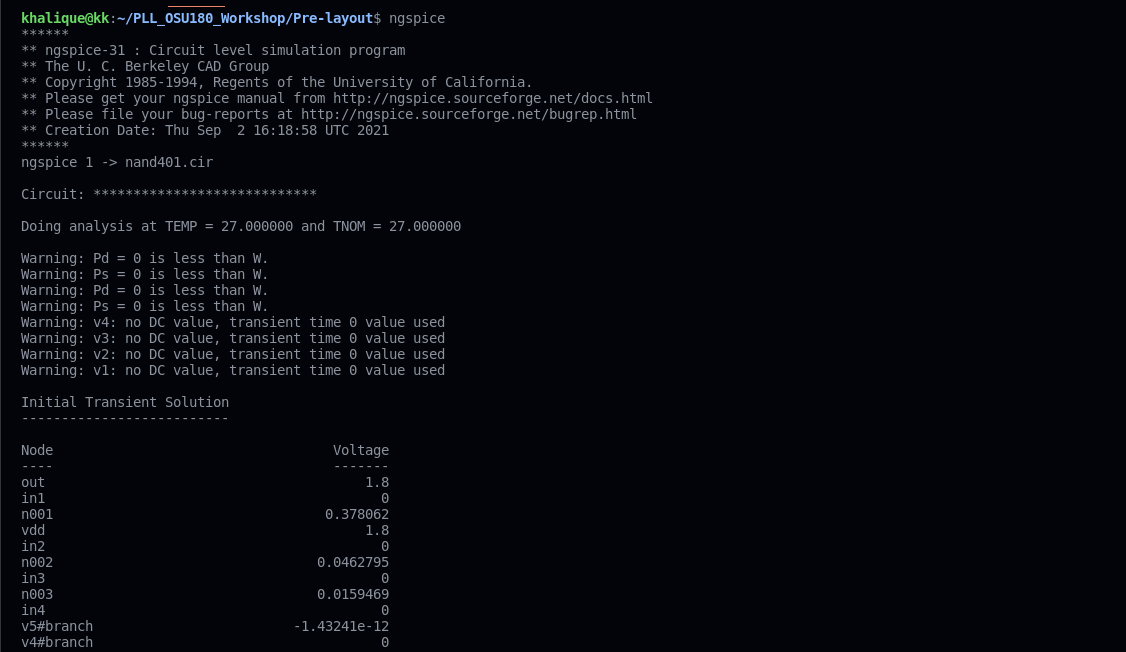 khalique@kk:~/PLL_OSU180_Workshop/Pre-layout$ ngspice
******
** ngspice-31 : Circuit level simulation program
** The U. C. Berkeley CAD Group
** Copyright 1985-1994, Regents of the University of California.
** Please get your ngspice manual from http://ngspice.sourceforge.net/docs.html
** Please file your bug-reports at http://ngspice.sourceforge.net/bugrep.html
** Creation Date: Thu Sep  2 16:18:58 UTC 2021
******
ngspice 1 -> nand401.cir
Circuit: ****************************
Doing analysis at TEMP = 27.000000 and TNOM = 27.000000
Warning: Pd = 0 is less than W.
Warning: Ps = 0 is less than W.
Warning: Pd = 0 is less than W.
Warning: Ps = 0 is less than W.
Warning: v4: no DC value, transient time 0 value used
Warning: v3: no DC value, transient time 0 value used
Warning: v2: no DC value, transient time 0 value used
Warning: v1: no DC value, transient time 0 value used
Initial Transient Solution
--------------------------
Node                                   Voltage
----                                   -------
out                                        1.8
in1                                          0
n001                                  0.378062
vdd                                        1.8
in2                                          0
n002                                 0.0462795
in3                                          0
n003                                 0.0159469
in4                                          0
v5#branch                         -1.43241e-12
v4#branch                                    0